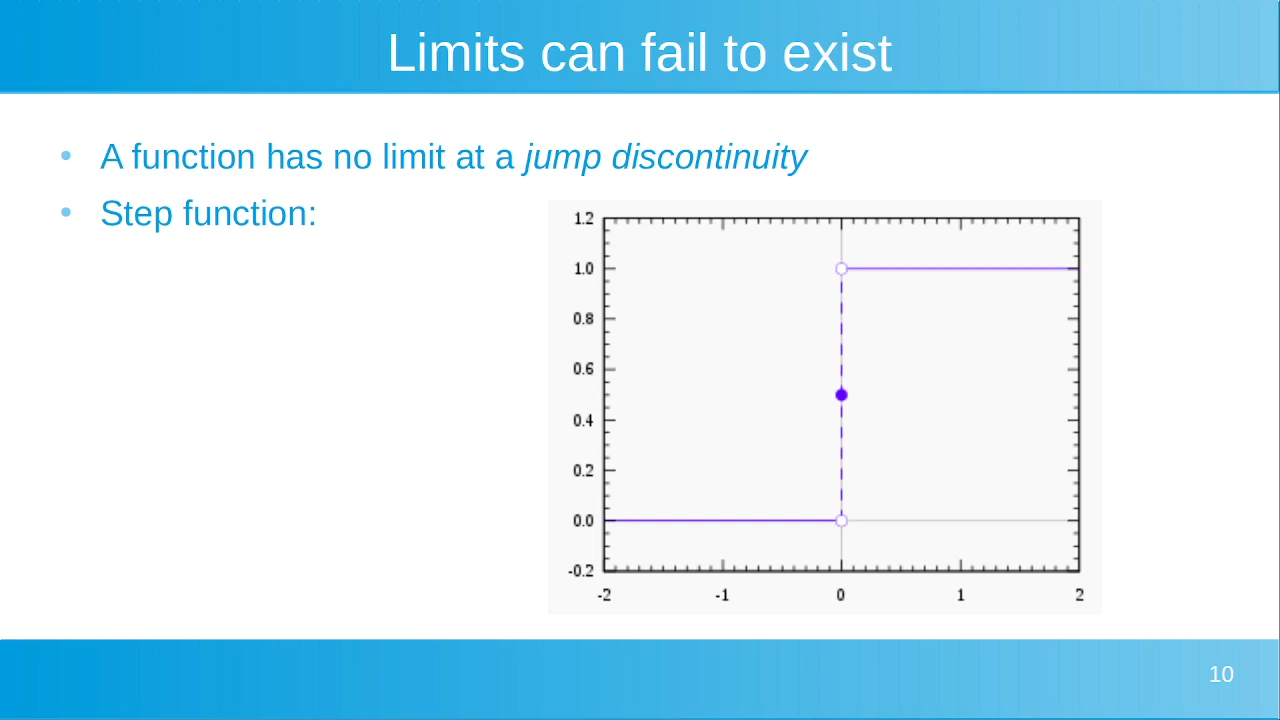 Limits can fail to exist
• A function has no limit at a jump discontinuity
• Step function:
1.2
1.0
0.8
0.6
0.4
0.2
0.0
-0.2
-2 -1 0 1 2
10